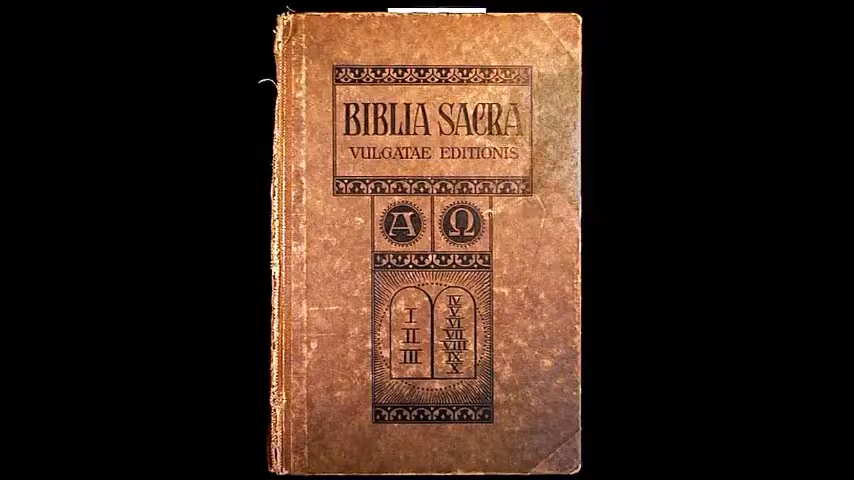 BIBLIA SACRA
VULGATAE EDITIONIS
A Ω
I
II
III
IV
V
VI
VII
VIII
IX
X